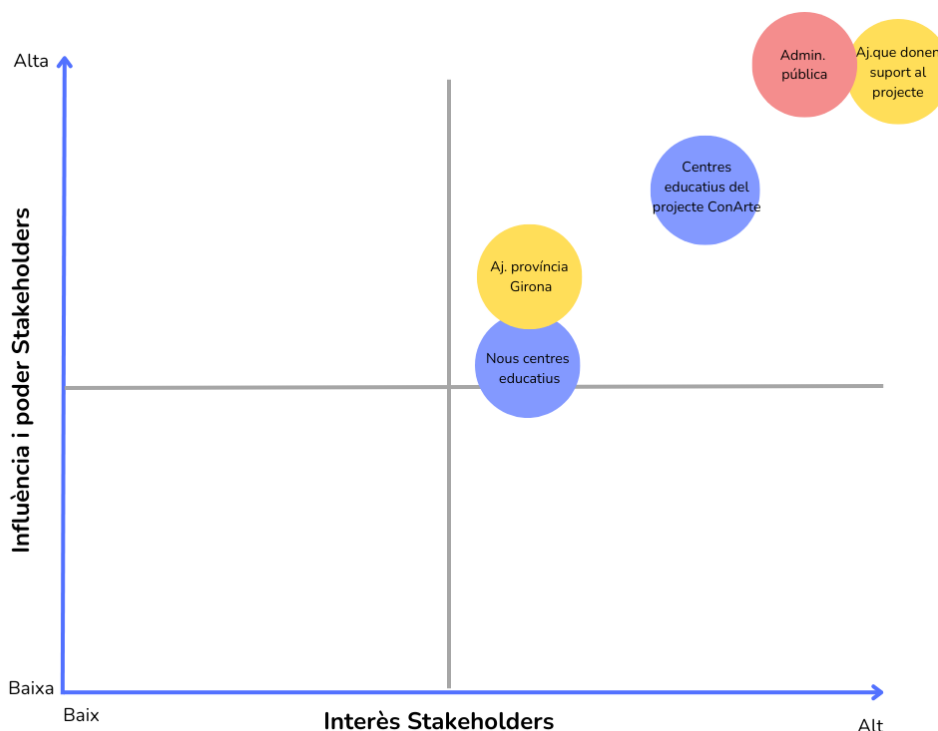 Alta
Admin.
pública
Aj.que donen
suport al
projecte
Centres
educatius del
projecte ConArte
Influència i poder Stakeholders
Aj. província
Girona
Nous centres
educatius
Baixa
Baix
Interès Stakeholders
Alt